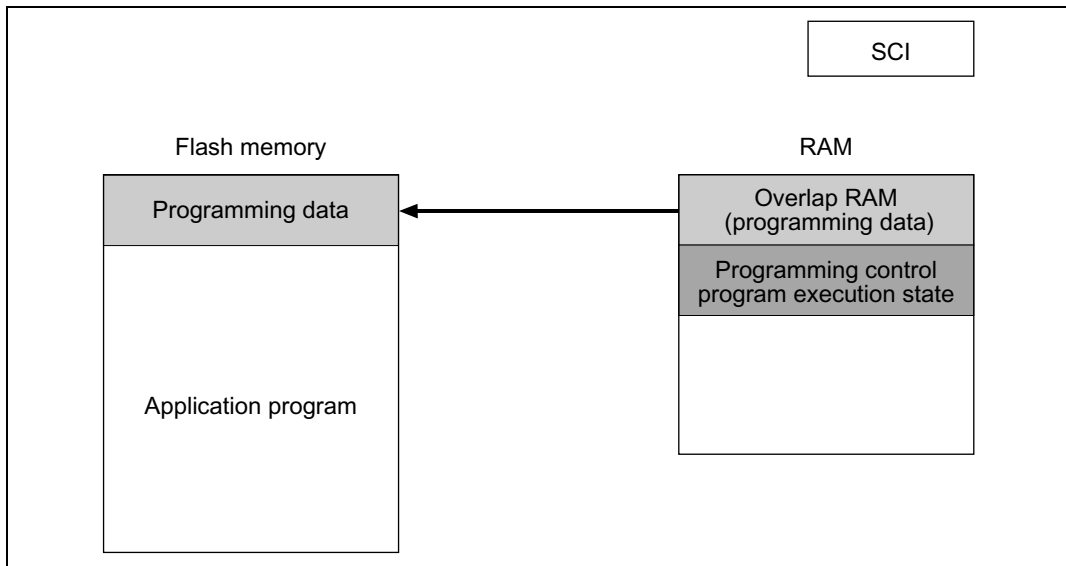 SCI
Flash memory
RAM
Programming data
Overlap RAM
(programming data)
Programming control
program execution state
Application program